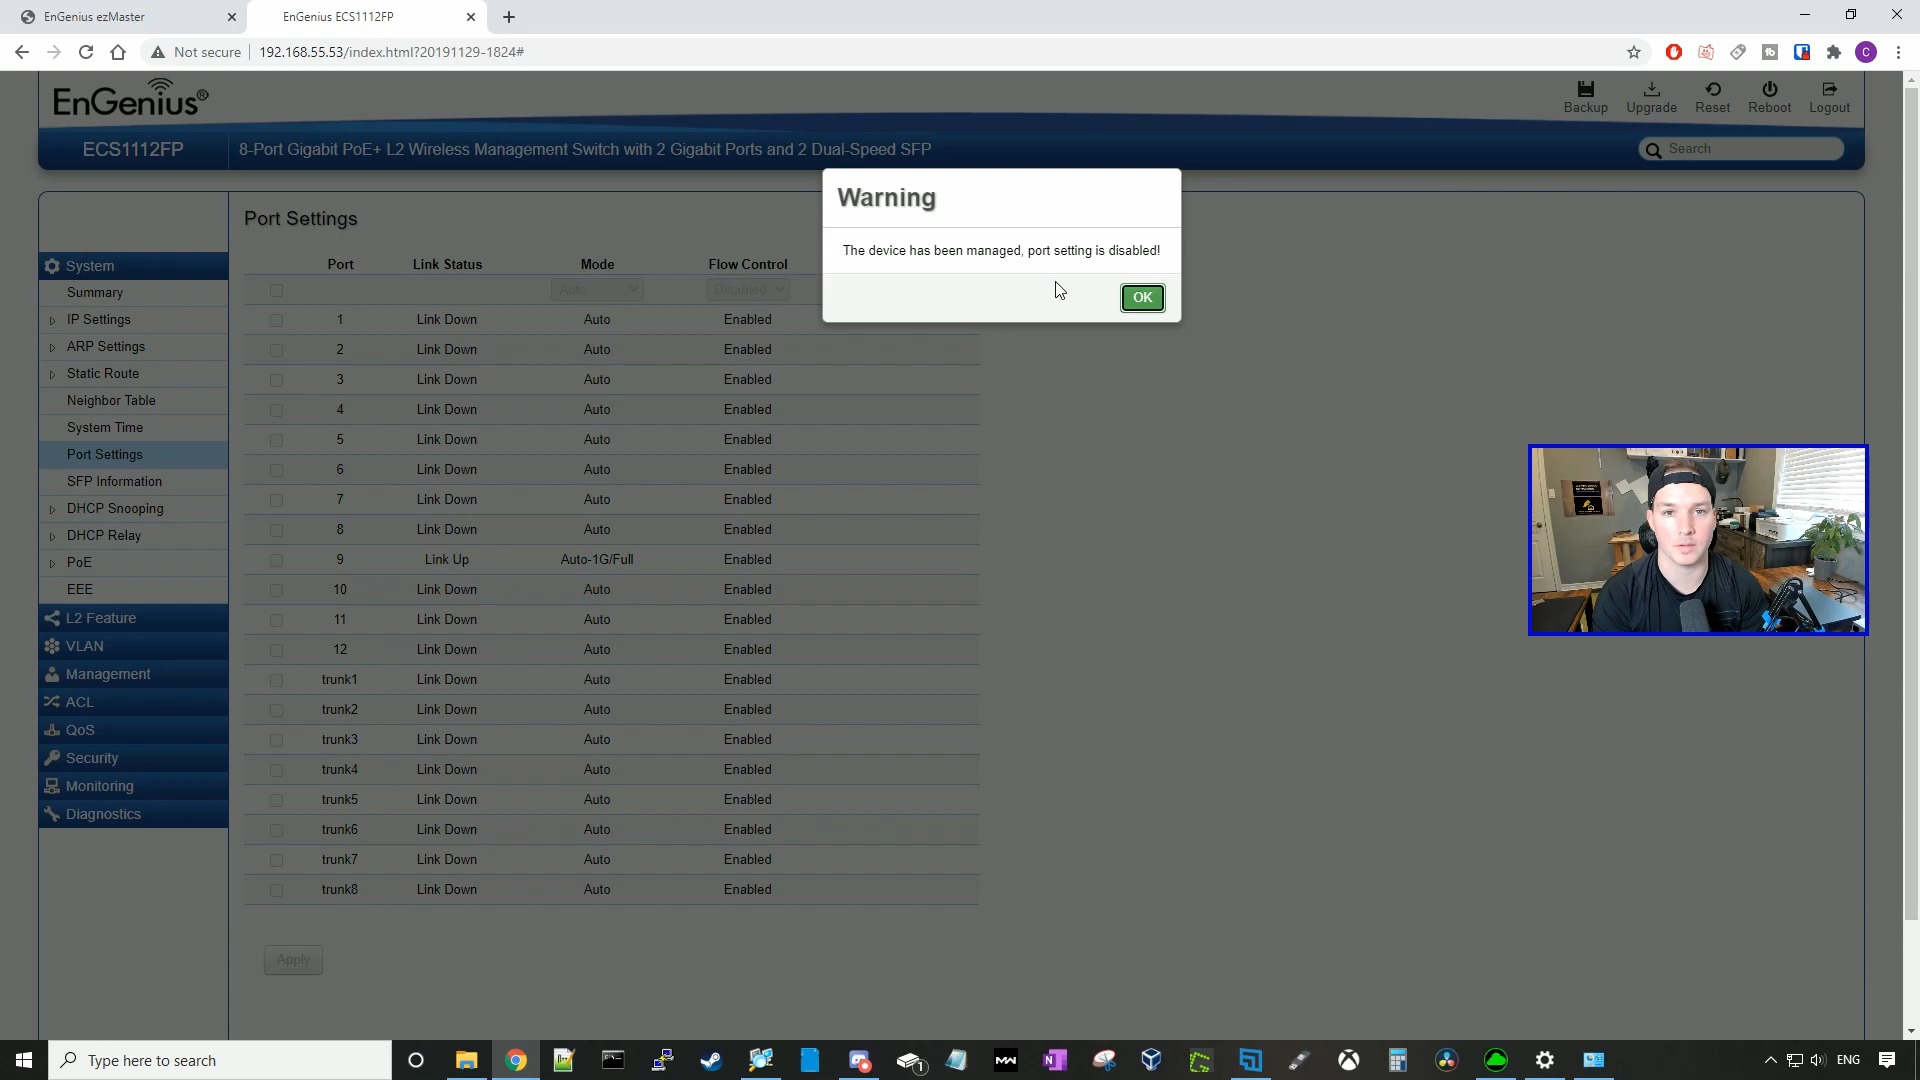 EnGenius ezMaster
EnGenius ECS1112FP
Not secure
192.168.55.53/index.html?20191129-1824#
C
EnGenius®
Backup
Upgrade
Reset
Reboot
Logout
ECS1112FP
8-Port Gigabit PoE+ L2 Wireless Management Switch with 2 Gigabit Ports and 2 Dual-Speed SFP
Search
Warning
The device has been managed, port setting is disabled!
OK
System
Summary
IP Settings
ARP Settings
Static Route
Neighbor Table
System Time
Port Settings
SFP Information
DHCP Snooping
DHCP Relay
PoE
EEE
L2 Feature
VLAN
Management
ACL
QoS
Security
Monitoring
Diagnostics
Port Settings
Port Link Status Mode Flow Control
Auto Disabled
1 Link Down Auto Enabled
2 Link Down Auto Enabled
3 Link Down Auto Enabled
4 Link Down Auto Enabled
5 Link Down Auto Enabled
6 Link Down Auto Enabled
7 Link Down Auto Enabled
8 Link Down Auto Enabled
9 Link Up Auto-1G/Full Enabled
10 Link Down Auto Enabled
11 Link Down Auto Enabled
12 Link Down Auto Enabled
trunk1 Link Down Auto Enabled
trunk2 Link Down Auto Enabled
trunk3 Link Down Auto Enabled
trunk4 Link Down Auto Enabled
trunk5 Link Down Auto Enabled
trunk6 Link Down Auto Enabled
trunk7 Link Down Auto Enabled
trunk8 Link Down Auto Enabled
Apply
Type here to search
ENG